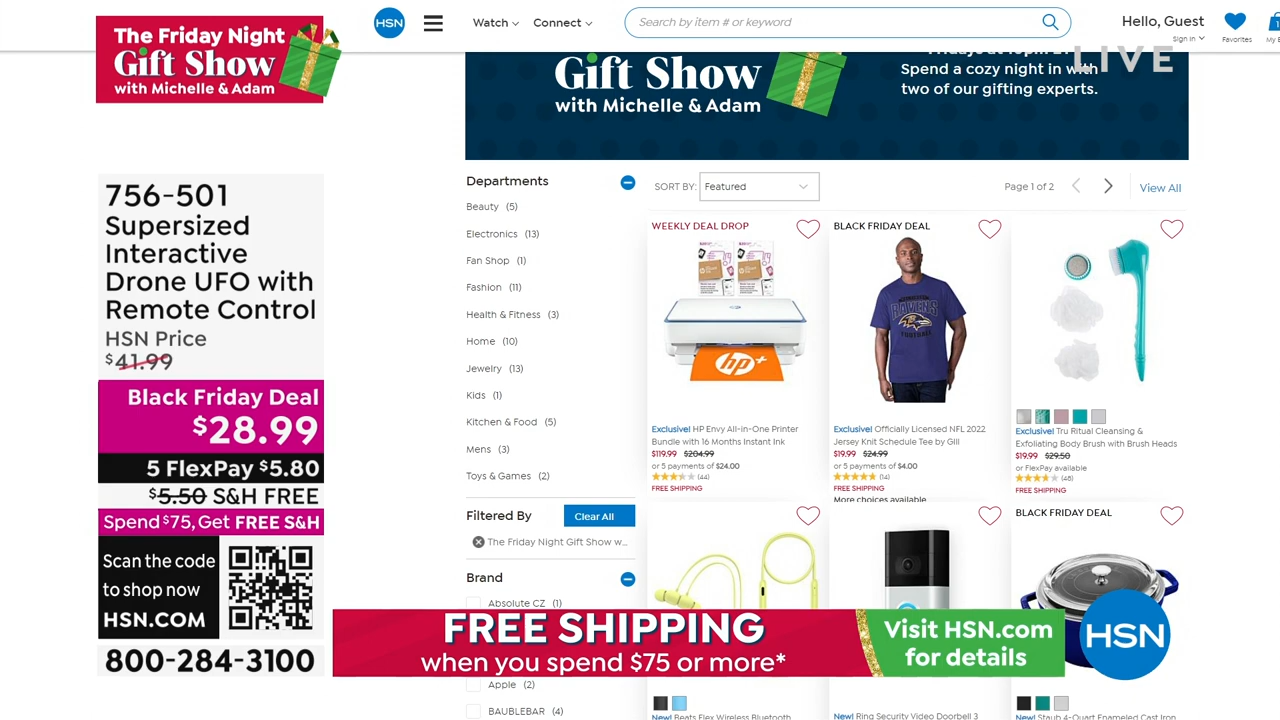 The Friday Night
Gift Show
with Michelle & Adam
HSN
Watch
Connect
Search by item # or keyword
Hello, Guest
Sign In
Favorites
LIVE
Gift Show
with Michelle & Adam
Spend a cozy night in with
two of our gifting experts.
756-501
Supersized
Interactive
Drone UFO with
Remote Control
HSN Price
$41.99
Black Friday Deal
$28.99
5 FlexPay $5.80
$5.50 S&H FREE
Spend $75, Get FREE S&H
Scan the code
to shop now
HSN.COM
800-284-3100
Departments
Beauty (5)
Electronics (13)
Fan Shop (1)
Fashion (11)
Health & Fitness (3)
Home (10)
Jewelry (13)
Kids (1)
Kitchen & Food (5)
Mens (3)
Toys & Games (2)
Filtered By
Clear All
The Friday Night Gift Show w...
Brand
Absolute CZ (1)
Apple (2)
BAUBLEBAR (4)
SORT BY: Featured
Page 1 of 2
View All
WEEKLY DEAL DROP
hp+
Exclusive! HP Envy All-in-One Printer
Bundle with 16 Months Instant Ink
$119.99 $204.99
or 5 payments of $24.00
(44)
FREE SHIPPING
BLACK FRIDAY DEAL
RAVENS
FOOTBALL
Exclusive! Officially Licensed NFL 2022
Jersey Knit Schedule Tee by Glll
$19.99 $24.99
or 5 payments of $4.00
(14)
FREE SHIPPING
More choices available
Exclusive! Tru Ritual Cleansing &
Exfoliating Body Brush with Brush Heads
$19.99 $29.50
or FlexPay available
(48)
FREE SHIPPING
BLACK FRIDAY DEAL
New! Beats Flex Wireless Bluetooth
New! Ring Security Video Doorbell 3
New! Staub 4-Quart Enameled Cast Iron
FREE SHIPPING
when you spend $75 or more*
Visit HSN.com
for details
HSN